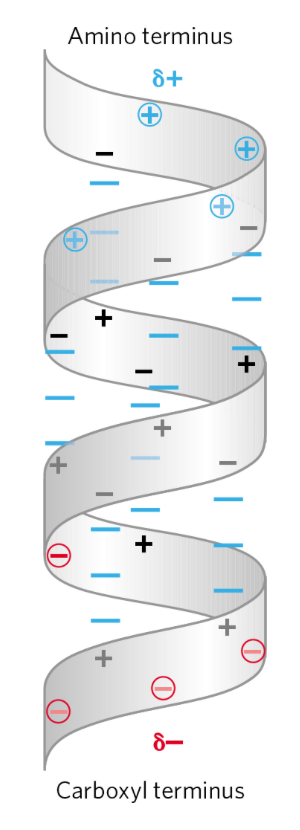 Amino terminus
δ+
δ–
Carboxyl terminus